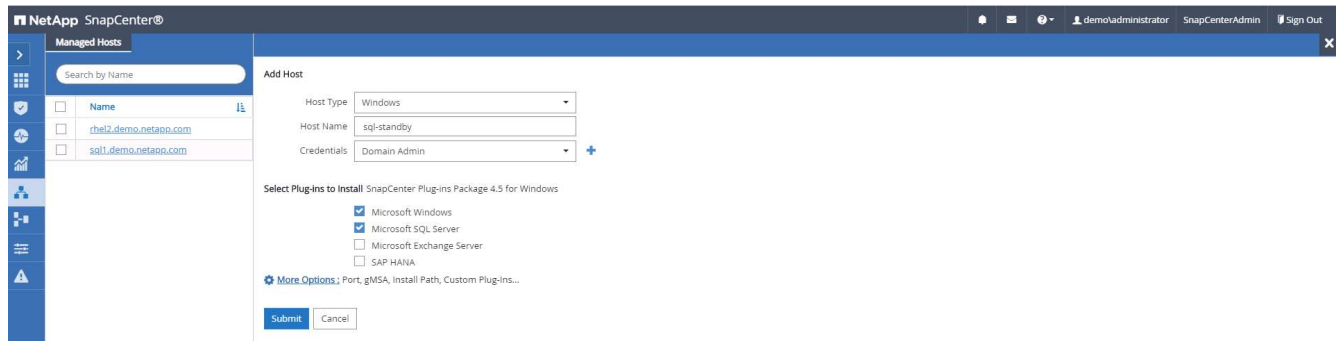 NetApp SnapCenter®
demo\administrator SnapCenterAdmin Sign Out
Managed Hosts
Search by Name
Name
rhel2.demo.netapp.com
sql1.demo.netapp.com
Add Host
Host Type Windows
Host Name sql-standby
Credentials Domain Admin
Select Plug-ins to Install SnapCenter Plug-ins Package 4.5 for Windows
Microsoft Windows
Microsoft SQL Server
Microsoft Exchange Server
SAP HANA
More Options : Port, gMSA, Install Path, Custom Plug-Ins...
Submit Cancel